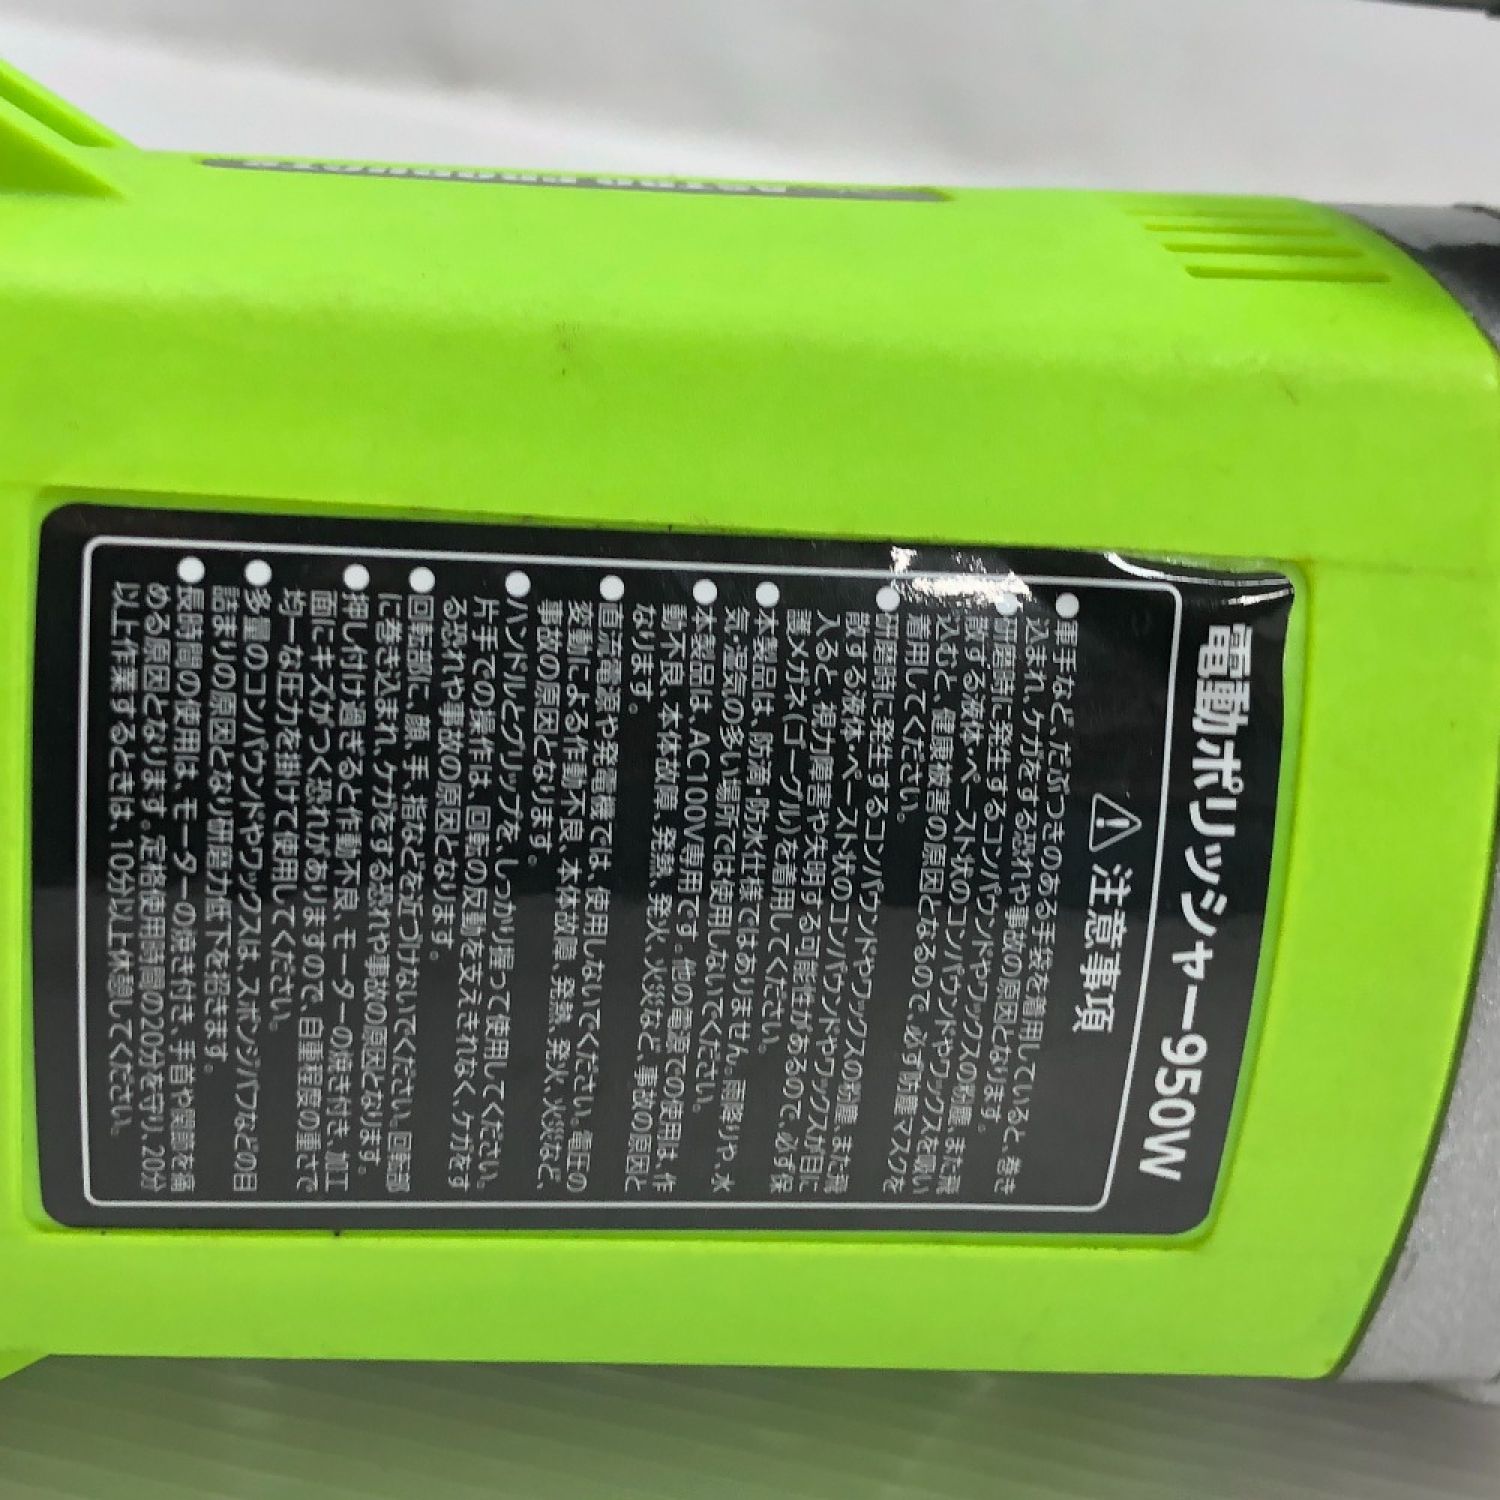 ASTRO PRODUCTS
電動ポリッシャー950W
注意事項
●軍手など、だぶつきのある手袋を着用していると、巻き
込まれ、ケガをする恐れや事故の原因となります。
●研磨時に発生するコンパウンドやワックスの粉塵、また飛
散する液体・ペースト状のコンパウンドやワックスを吸い
込むと、健康被害の原因となるので、必ず防塵マスクを
着用してください。
●研磨時に発生するコンパウンドやワックスの粉塵、また飛
散する液体・ペースト状のコンパウンドやワックスが目に
入ると、視力障害や失明する可能性があるので、必ず保
護メガネ(ゴーグル)を着用してください。
●本製品は、防滴・防水仕様ではありません。雨降りや、水
気・湿気の多い場所では使用しないでください。
●本製品は、AC100V専用です。他の電源での使用は、作
動不良、本体故障、発熱、発火、火災など、事故の原因と
なります。
●直流電源や発電機では、使用しないでください。電圧の
変動による作動不良、本体故障、発熱、発火、火災など、
事故の原因となります。
●ハンドルとグリップを、しっかり握って使用してください。
片手での操作は、回転の反動を支えきれなく、ケガをす
る恐れや事故の原因となります。
●回転部に、顔、手、指などを近づけないでください。回転部
に巻き込まれ、ケガをする恐れや事故の原因となります。
●押し付け過ぎると作動不良、モーターの焼き付き、加工
面にキズがつく恐れがありますので、自重程度の重さで
均一な圧力を掛けて使用してください。
●多量のコンパウンドやワックスは、スポンジバフなどの目
詰まりの原因となり研磨力低下を招きます。
●長時間の使用は、モーターの焼き付き、手首や関節を痛
める原因となります。定格使用時間の20分を守り、20分
以上作業するときは、10分以上休憩してください。